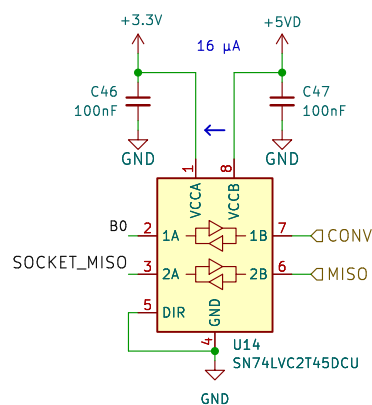 +3.3V
+5VD
16 µA
C46
100nF
C47
100nF
GND
GND
1
8
VCCA
VCCB
B0
2
1A
1B
7
CONV
SOCKET_MISO
3
2A
2B
6
MISO
5
DIR
GND
4
U14
SN74LVC2T45DCU
GND